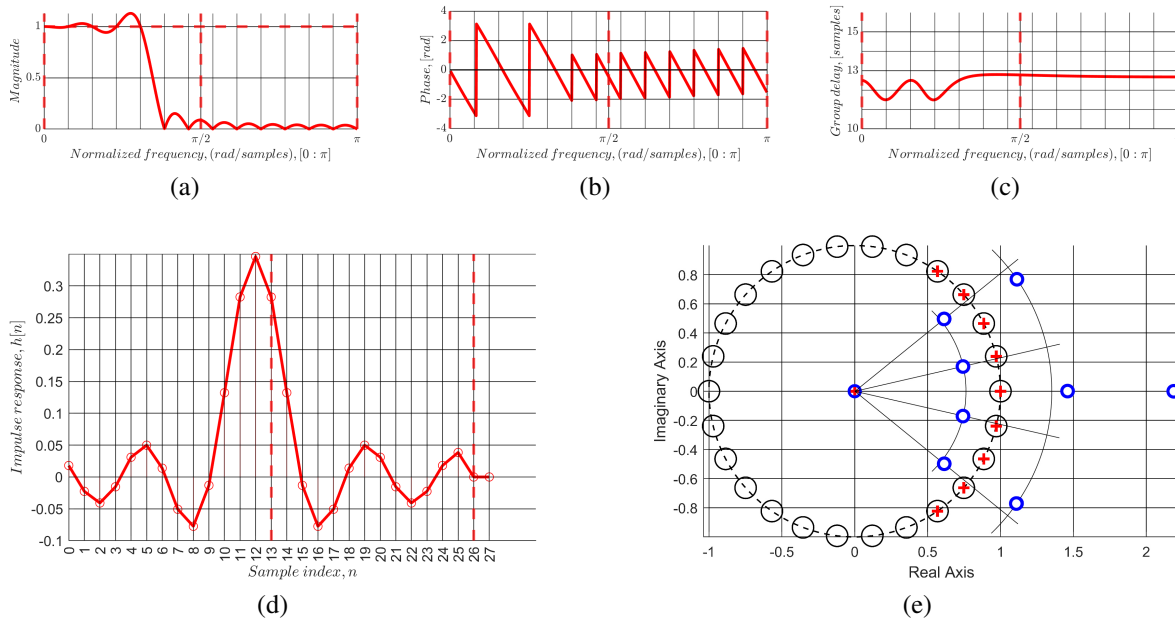 1
0.5
0
Magnitude
0
π/2
π
Normalized frequency, (rad/samples), [0 : π]
(a)
4
2
0
-2
-4
Phase, [rad]
0
π/2
π
Normalized frequency, (rad/samples), [0 : π]
(b)
15
13
10
Group delay, [samples]
0
π/2
π
Normalized frequency, (rad/samples), [0 : π]
(c)
0.3
0.25
0.2
0.15
0.1
0.05
0
-0.05
-0.1
Impulse response, h[n]
0 1 2 3 4 5 6 7 8 9 10 11 12 13 14 15 16 17 18 19 20 21 22 23 24 25 26 27
Sample index, n
(d)
0.8
0.6
0.4
0.2
0
-0.2
-0.4
-0.6
-0.8
Imaginary Axis
-1 -0.5 0 0.5 1 1.5 2
Real Axis
(e)